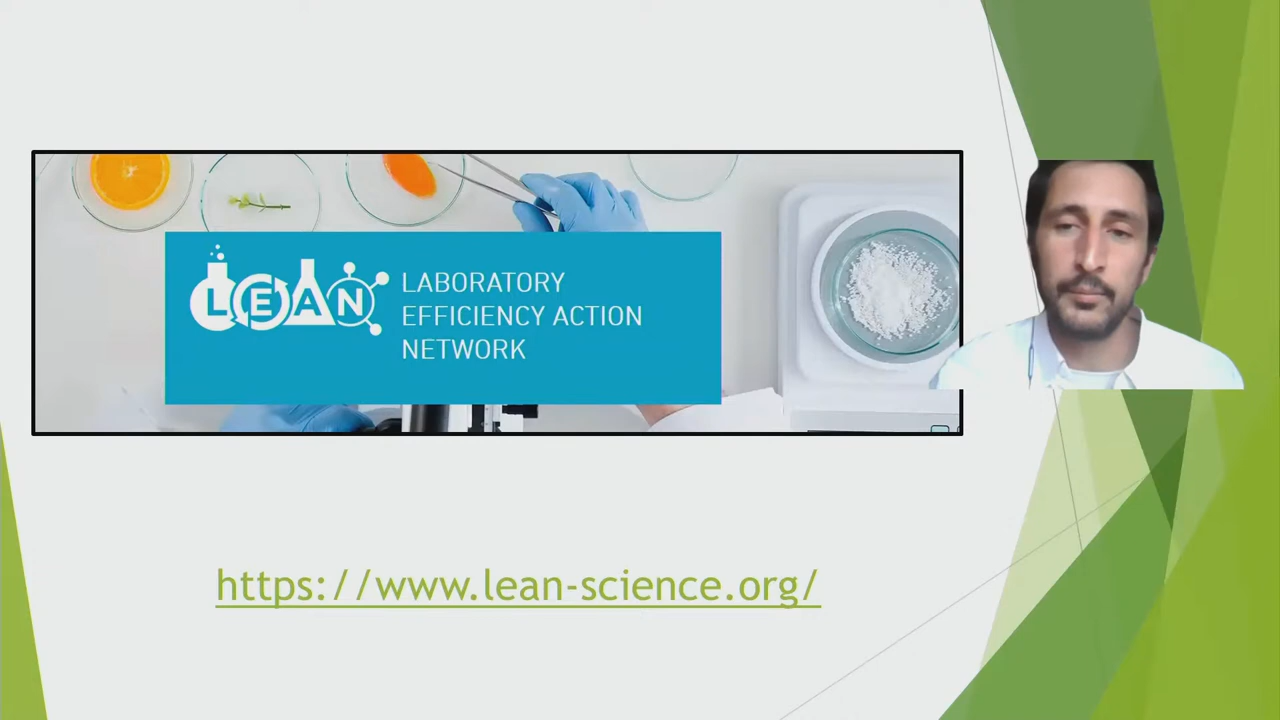 LEAN
LABORATORY
EFFICIENCY ACTION
NETWORK
https://www.lean-science.org/